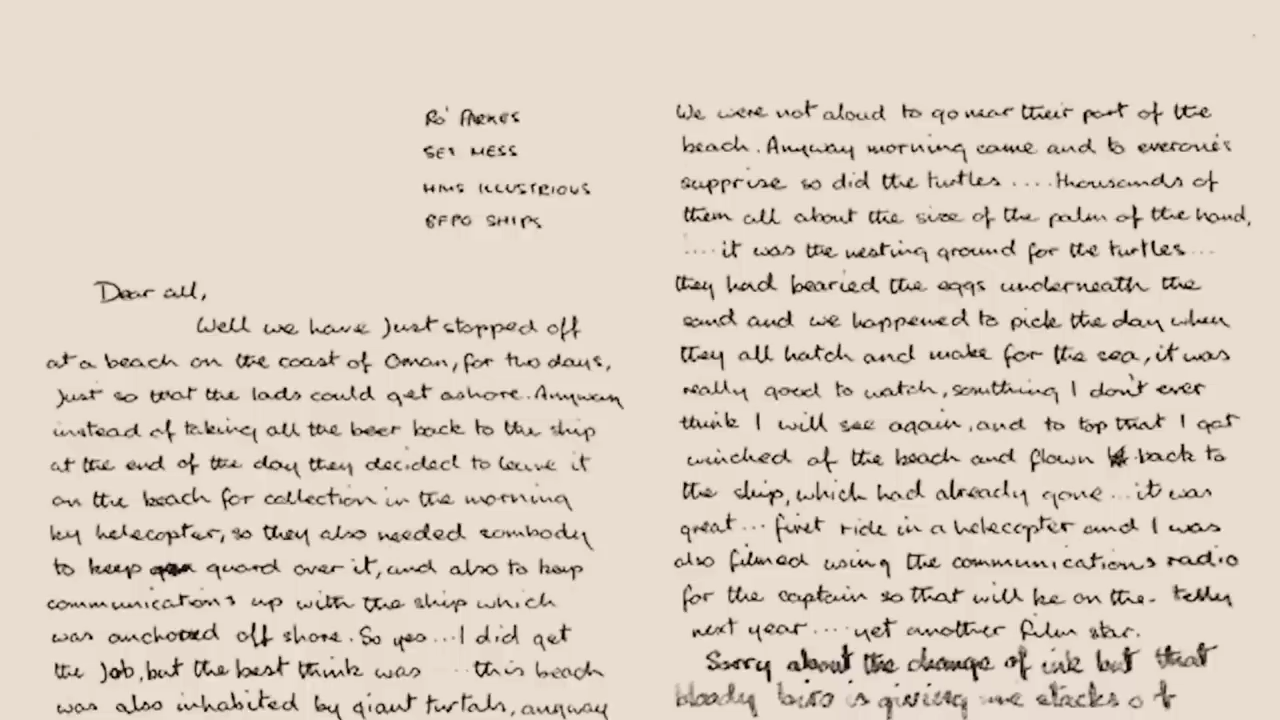 RO' PARKES
SET MESS
HMS ILLUSTRIOUS
BFPO SHIPS
Dear all,
Well we have Just stopped off
at a beach on the coast of Oman, for two days,
Just so that the lads could get ashore. Anyway
instead of taking all the beer back to the ship
at the end of the day they decided to leave it
on the beach for collection in the morning
by helecopter, so they also needed sombody
to keep guard over it, and also to keep
communications up with the ship which
was anchored off shore. So yes... I did get
the Job, but the best think was .. this beach
was also inhabited by giant turtals, anyway
We were not aloud to go near their part of the
beach. Anyway morning came and to everone's
supprise so did the turtles .... thousands of
them all about the size of the palm of the hand,
.... it was the nesting ground for the turtles...
they had bearied the eggs underneath the
sand and we happened to pick the day when
they all hatch and make for the sea, it was
really good to watch, somthing I don't ever
think I will see again, and to top that I got
winched of the beach and flown back to
the ship, which had already gone... it was
great... first ride in a helecopter and I was
also filmed using the communications radio
for the captain so that will be on the telly
next year.... yet another film star.
Sorry about the change of ink but that
bloody biro is giving me stacks of